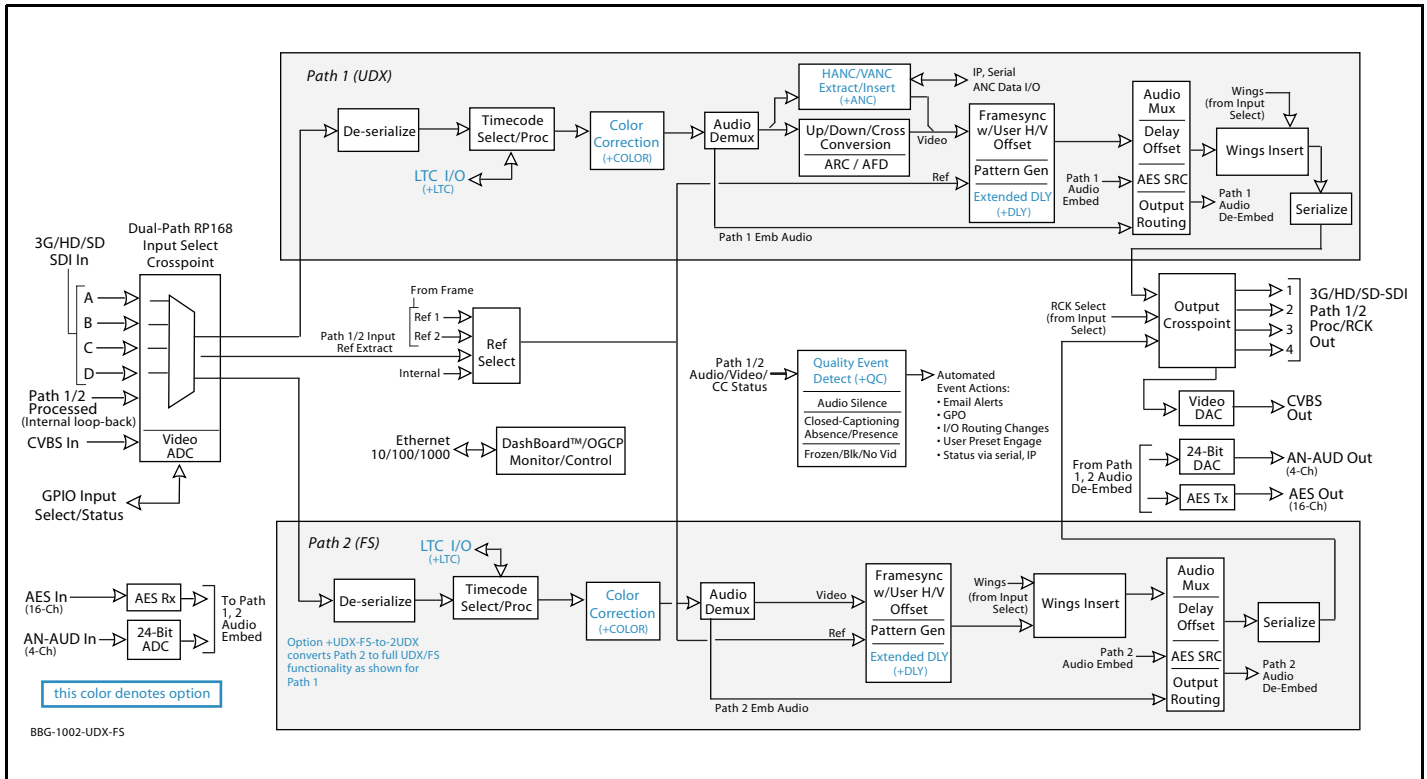 Path 1 (UDX)
De-serialize
Timecode
Select/Proc
LTC I/O
(+LTC)
Color
Correction
(+COLOR)
Audio
Demux
HANC/VANC
Extract/Insert
(+ANC)
IP, Serial
ANC Data I/O
Up/Down/Cross
Conversion
ARC / AFD
Video
Ref
Framesync
w/User H/V
Offset
Pattern Gen
Extended DLY
(+DLY)
Path 1
Audio
Embed
Audio
Mux
Delay
Offset
AES SRC
Output
Routing
Wings
(from Input
Select)
Wings Insert
Path 1
Audio
De-Embed
Serialize
Path 1 Emb Audio
Dual-Path RP168
Input Select
Crosspoint
3G/HD/SD
SDI In
A
B
C
D
Path 1/2
Processed
(Internal loop-back)
CVBS In
Video
ADC
GPIO Input
Select/Status
From Frame
Ref 1
Ref 2
Path 1/2 Input
Ref Extract
Internal
Ref
Select
Ethernet
10/100/1000
DashBoard™/OGCP
Monitor/Control
Path 1/2
Audio/Video/
CC Status
Quality Event
Detect (+QC)
Audio Silence
Closed-Captioning
Absence/Presence
Frozen/Blk/No Vid
Automated
Event Actions:
• Email Alerts
• GPO
• I/O Routing Changes
• User Preset Engage
• Status via serial, IP
RCK Select
(from Input
Select)
Output
Crosspoint
1
2
3
4
3G/HD/SD-SDI
Path 1/2
Proc/RCK
Out
Video
DAC
CVBS
Out
From Path
1, 2 Audio
De-Embed
24-Bit
DAC
AN-AUD Out
(4-Ch)
AES Tx
AES Out
(16-Ch)
AES In
(16-Ch)
AES Rx
AN-AUD In
(4-Ch)
24-Bit
ADC
To Path
1, 2
Audio
Embed
this color denotes option
BBG-1002-UDX-FS
Path 2 (FS)
LTC I/O
(+LTC)
De-serialize
Timecode
Select/Proc
Color
Correction
(+COLOR)
Option +UDX-FS-to-2UDX
converts Path 2 to full UDX/FS
functionality as shown for
Path 1
Audio
Demux
Video
Ref
Framesync
w/User H/V
Offset
Pattern Gen
Extended DLY
(+DLY)
Wings
(from Input
Select)
Wings Insert
Path 2
Audio Embed
Audio
Mux
Delay
Offset
AES SRC
Output
Routing
Serialize
Path 2
Audio
De-Embed
Path 2 Emb Audio